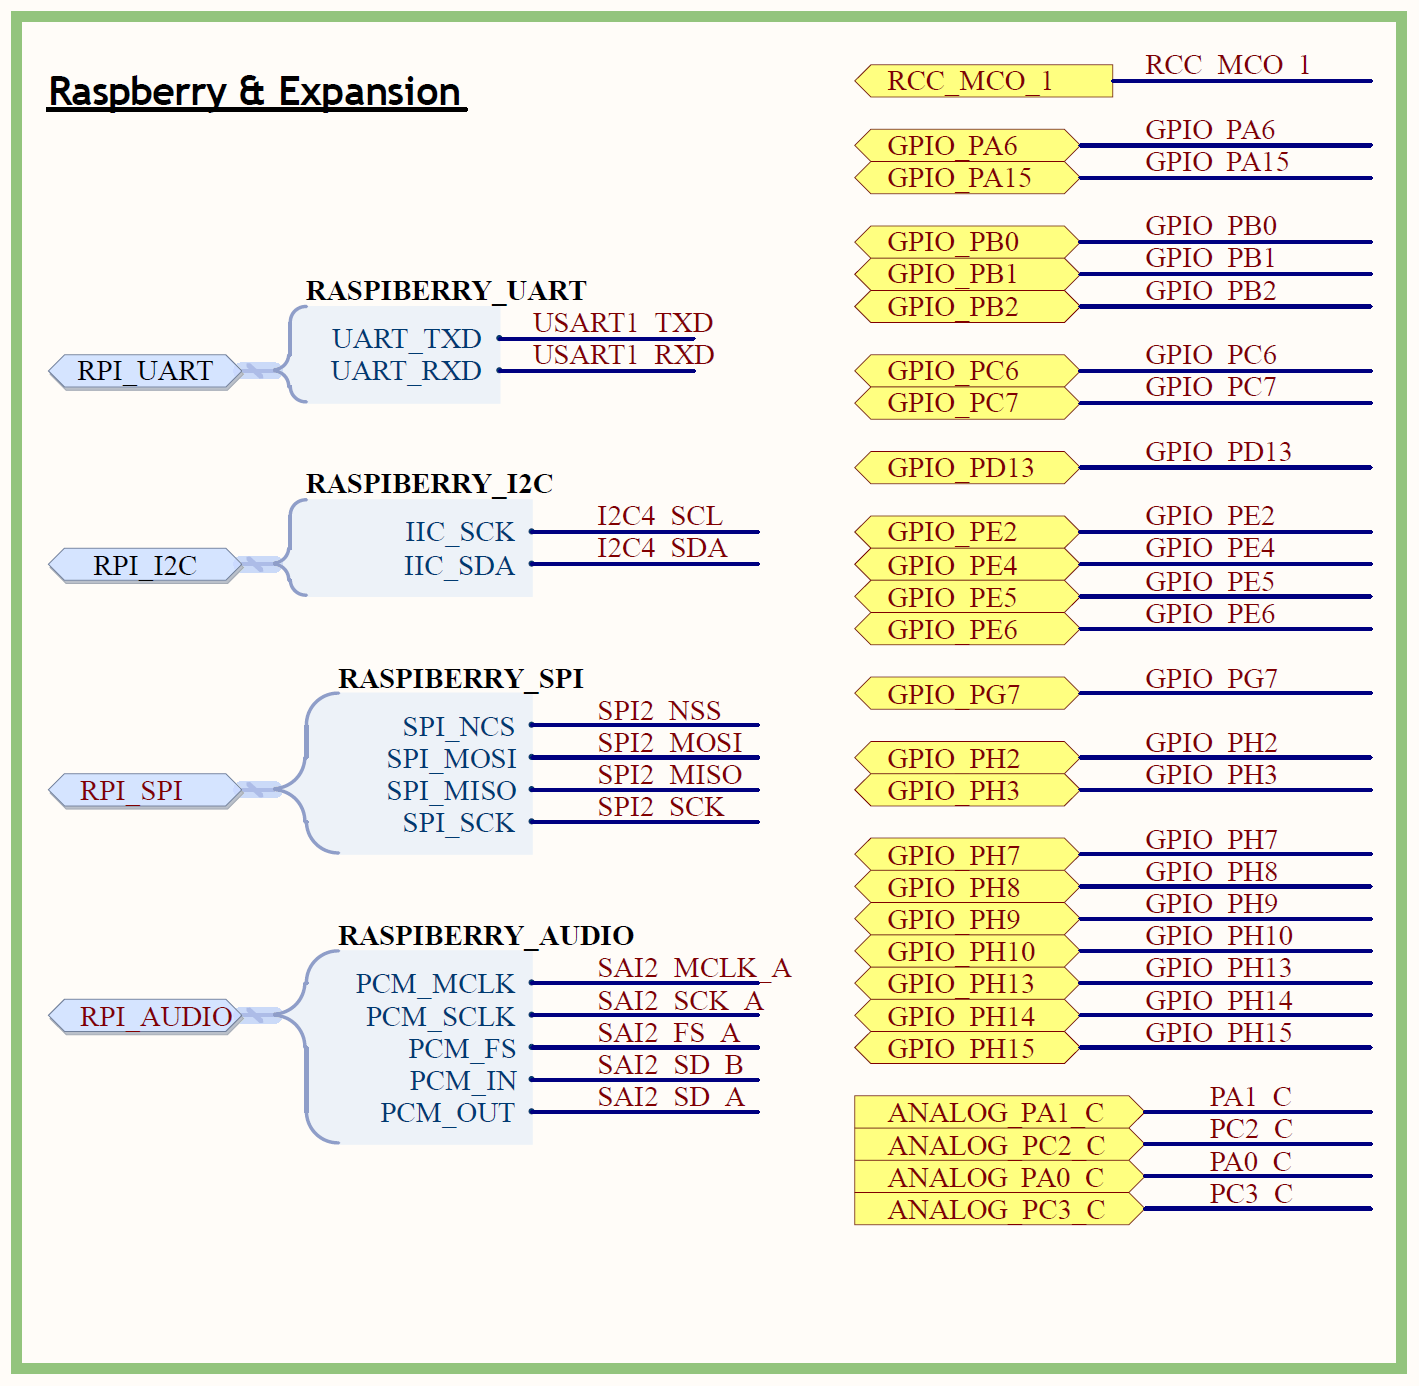 Raspberry & Expansion
RASPIBERRY_UART
RPI_UART
UART_TXD USART1_TXD
UART_RXD USART1_RXD
RASPIBERRY_I2C
RPI_I2C
IIC_SCK I2C4_SCL
IIC_SDA I2C4_SDA
RASPIBERRY_SPI
RPI_SPI
SPI_NCS SPI2_NSS
SPI_MOSI SPI2_MOSI
SPI_MISO SPI2_MISO
SPI_SCK SPI2_SCK
RASPIBERRY_AUDIO
RPI_AUDIO
PCM_MCLK SAI2_MCLK_A
PCM_SCLK SAI2_SCK_A
PCM_FS SAI2_FS_A
PCM_IN SAI2_SD_B
PCM_OUT SAI2_SD_A
RCC_MCO_1 RCC_MCO_1
GPIO_PA6 GPIO_PA6
GPIO_PA15 GPIO_PA15
GPIO_PB0 GPIO_PB0
GPIO_PB1 GPIO_PB1
GPIO_PB2 GPIO_PB2
GPIO_PC6 GPIO_PC6
GPIO_PC7 GPIO_PC7
GPIO_PD13 GPIO_PD13
GPIO_PE2 GPIO_PE2
GPIO_PE4 GPIO_PE4
GPIO_PE5 GPIO_PE5
GPIO_PE6 GPIO_PE6
GPIO_PG7 GPIO_PG7
GPIO_PH2 GPIO_PH2
GPIO_PH3 GPIO_PH3
GPIO_PH7 GPIO_PH7
GPIO_PH8 GPIO_PH8
GPIO_PH9 GPIO_PH9
GPIO_PH10 GPIO_PH10
GPIO_PH13 GPIO_PH13
GPIO_PH14 GPIO_PH14
GPIO_PH15 GPIO_PH15
ANALOG_PA1_C PA1_C
ANALOG_PC2_C PC2_C
ANALOG_PA0_C PA0_C
ANALOG_PC3_C PC3_C